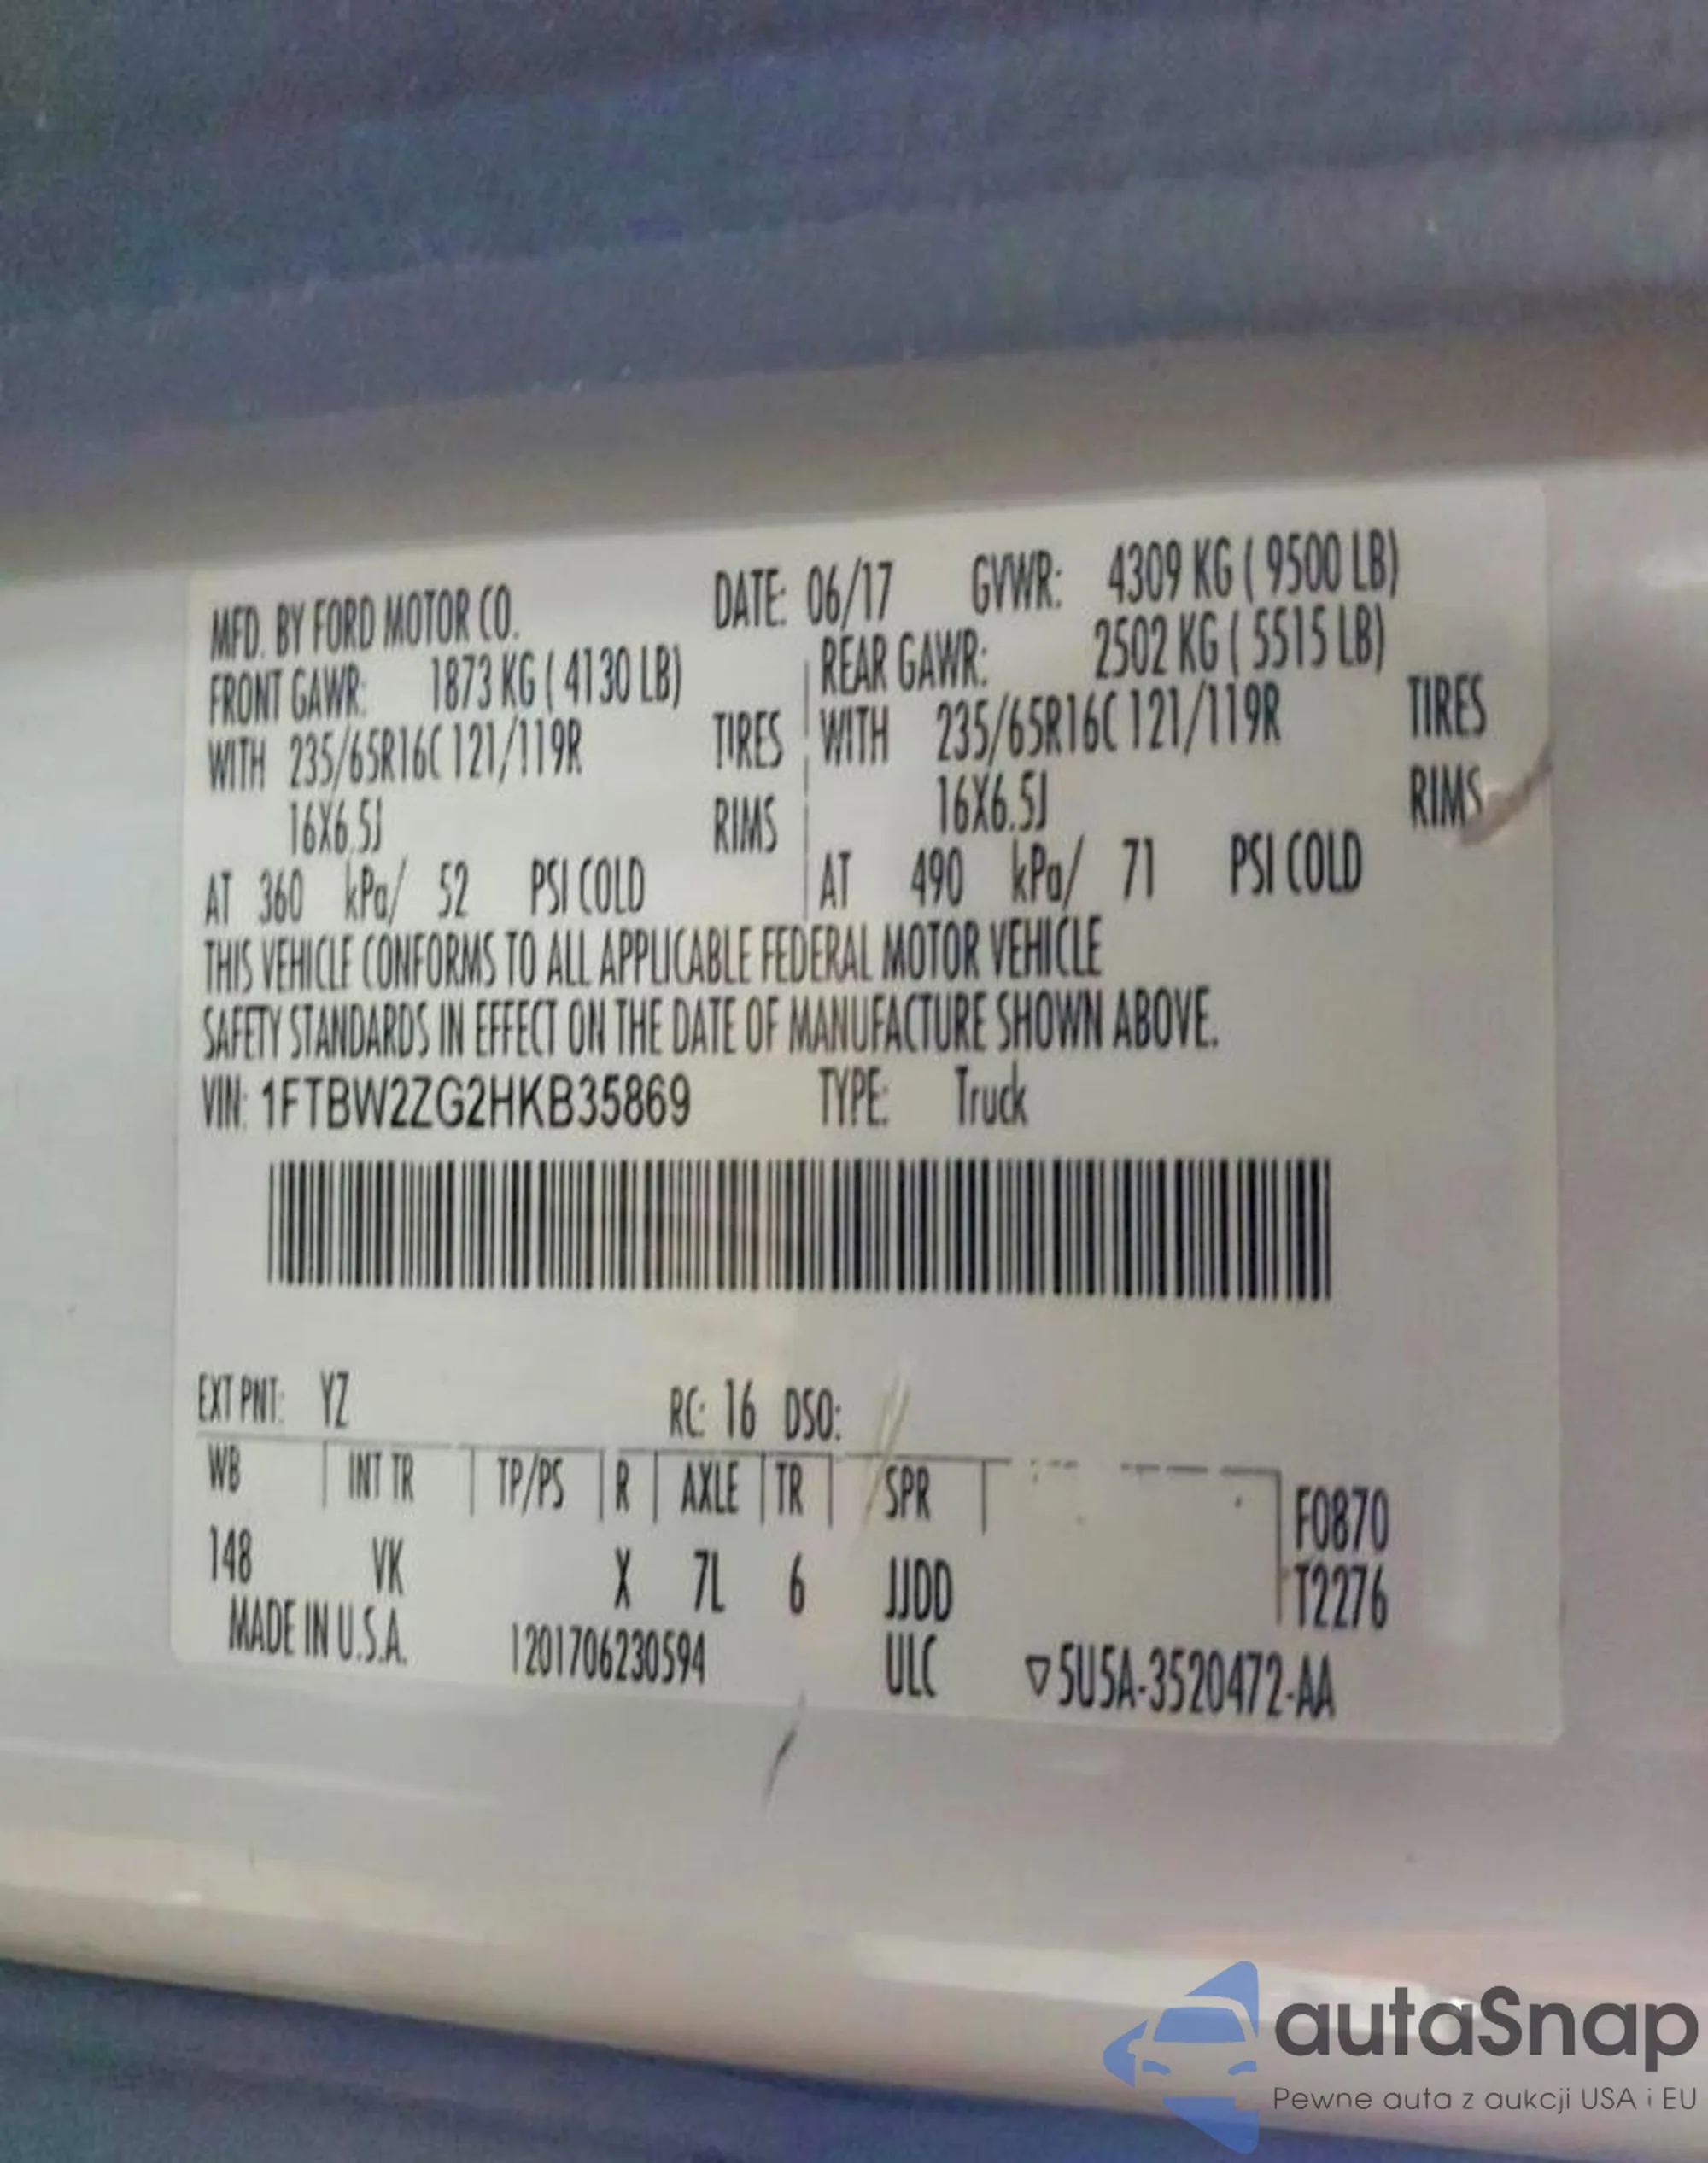 MFD. BY FORD MOTOR CO. DATE: 06/17 GVWR: 4309 KG ( 9500 LB)
FRONT GAWR: 1873 KG ( 4130 LB) REAR GAWR: 2502 KG ( 5515 LB)
WITH 235/65R16C 121/119R TIRES WITH 235/65R16C 121/119R TIRES
16X6.5J RIMS 16X6.5J RIMS
AT 360 kPa/ 52 PSI COLD AT 490 kPa/ 71 PSI COLD
THIS VEHICLE CONFORMS TO ALL APPLICABLE FEDERAL MOTOR VEHICLE
SAFETY STANDARDS IN EFFECT ON THE DATE OF MANUFACTURE SHOWN ABOVE.
VIN: 1FTBW2ZG2HKB35869 TYPE: Truck
EXT PNT: YZ RC: 16 DSO:
WB INT TR TP/PS R AXLE TR SPR F0870
148 VK X 7L 6 JJDD T2276
MADE IN U.S.A. 1201706230594 ULC ▽5U5A-3520472-AA
autaSnap
Pewne auta z aukcji USA i EU